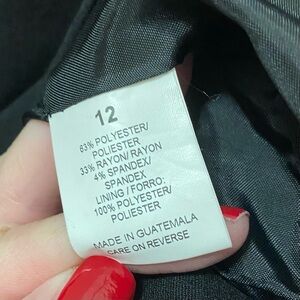 12
63% POLYESTER/
POLIESTER
33% RAYON/RAYON
4% SPANDEX/
SPANDEX
LINING / FORRO:
100% POLYESTER/
POLIESTER
MADE IN GUATEMALA
CARE ON REVERSE